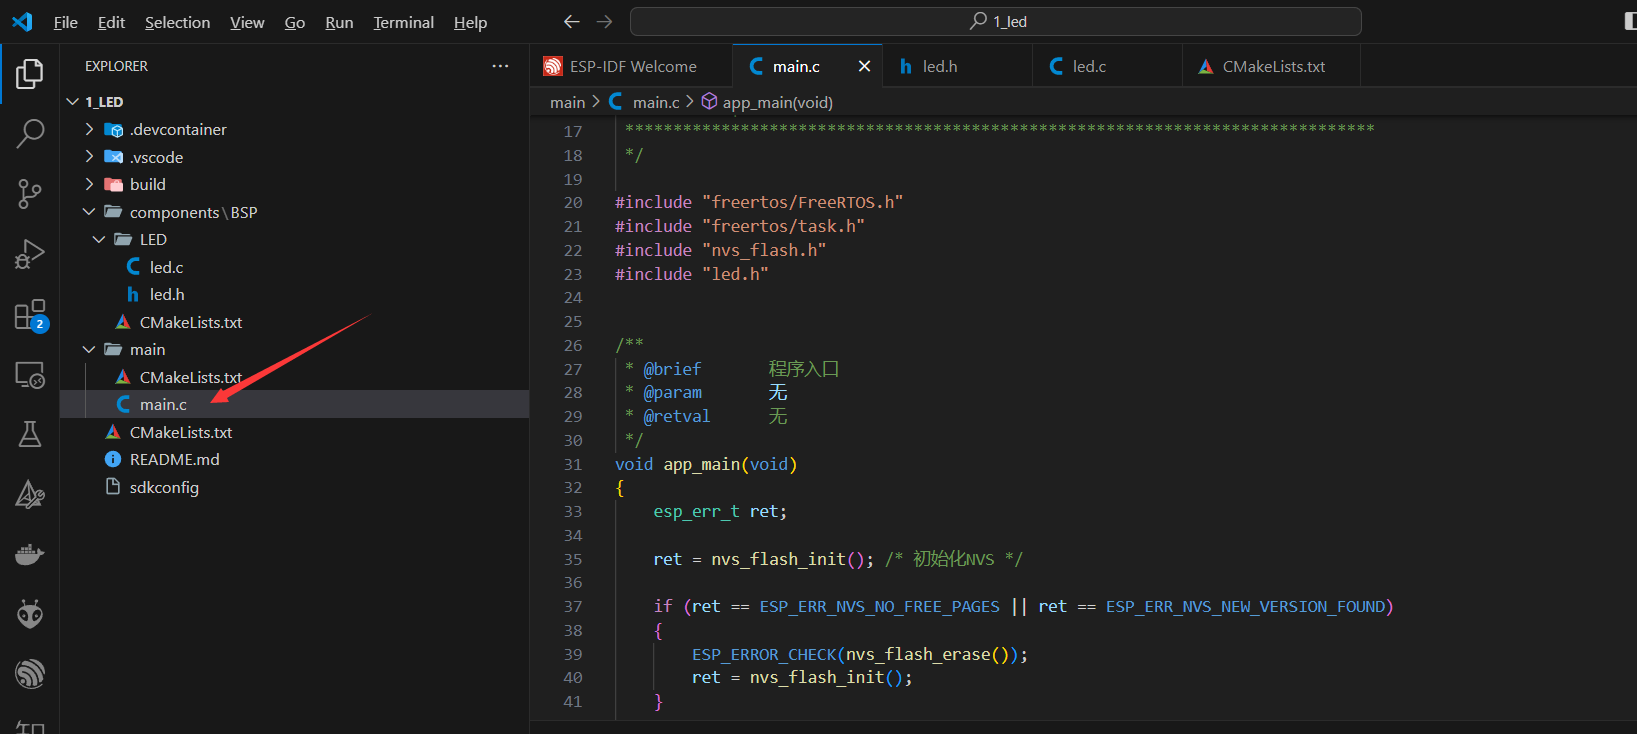 File Edit Selection View Go Run Terminal Help
1_led
EXPLORER
1_LED
.devcontainer
.vscode
build
components\BSP
LED
led.c
led.h
CMakeLists.txt
main
CMakeLists.txt
main.c
CMakeLists.txt
README.md
sdkconfig
2
ESP-IDF Welcome
main.c
led.h
led.c
CMakeLists.txt
main > main.c > app_main(void)
17 ******************************************************************************
18 */
19
20 #include "freertos/FreeRTOS.h"
21 #include "freertos/task.h"
22 #include "nvs_flash.h"
23 #include "led.h"
24
25
26 /**
27 * @brief 程序入口
28 * @param 无
29 * @retval 无
30 */
31 void app_main(void)
32 {
33 esp_err_t ret;
34
35 ret = nvs_flash_init(); /* 初始化NVS */
36
37 if (ret == ESP_ERR_NVS_NO_FREE_PAGES || ret == ESP_ERR_NVS_NEW_VERSION_FOUND)
38 {
39 ESP_ERROR_CHECK(nvs_flash_erase());
40 ret = nvs_flash_init();
41 }